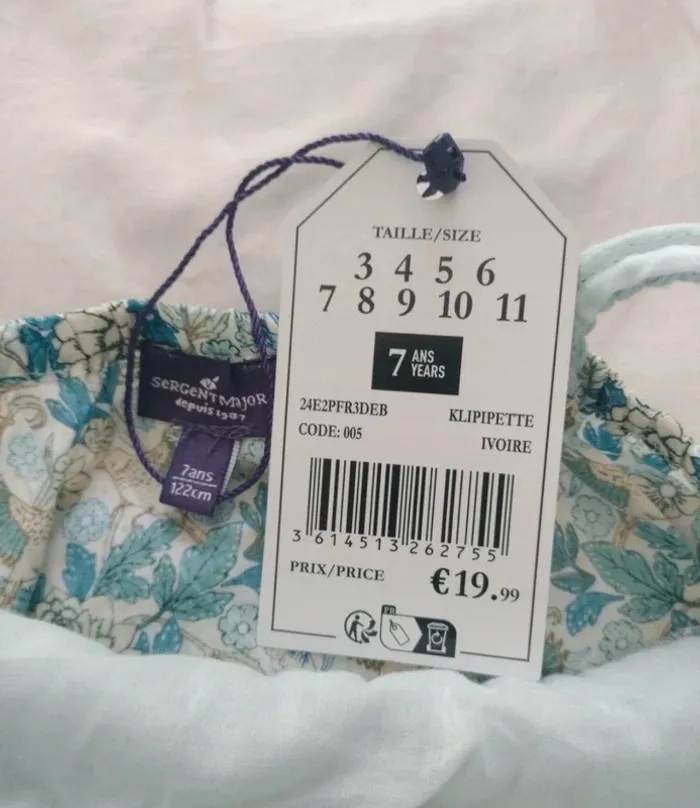 TAILLE/SIZE
3 4 5 6
7 8 9 10 11
7 ANS
YEARS
24E2PFR3DEB KLIPIPETTE
CODE: 005 IVOIRE
3 614513 262755
PRIX/PRICE €19.99
FR
SERGENT MAJOR
depuis 1987
7ans
122cm